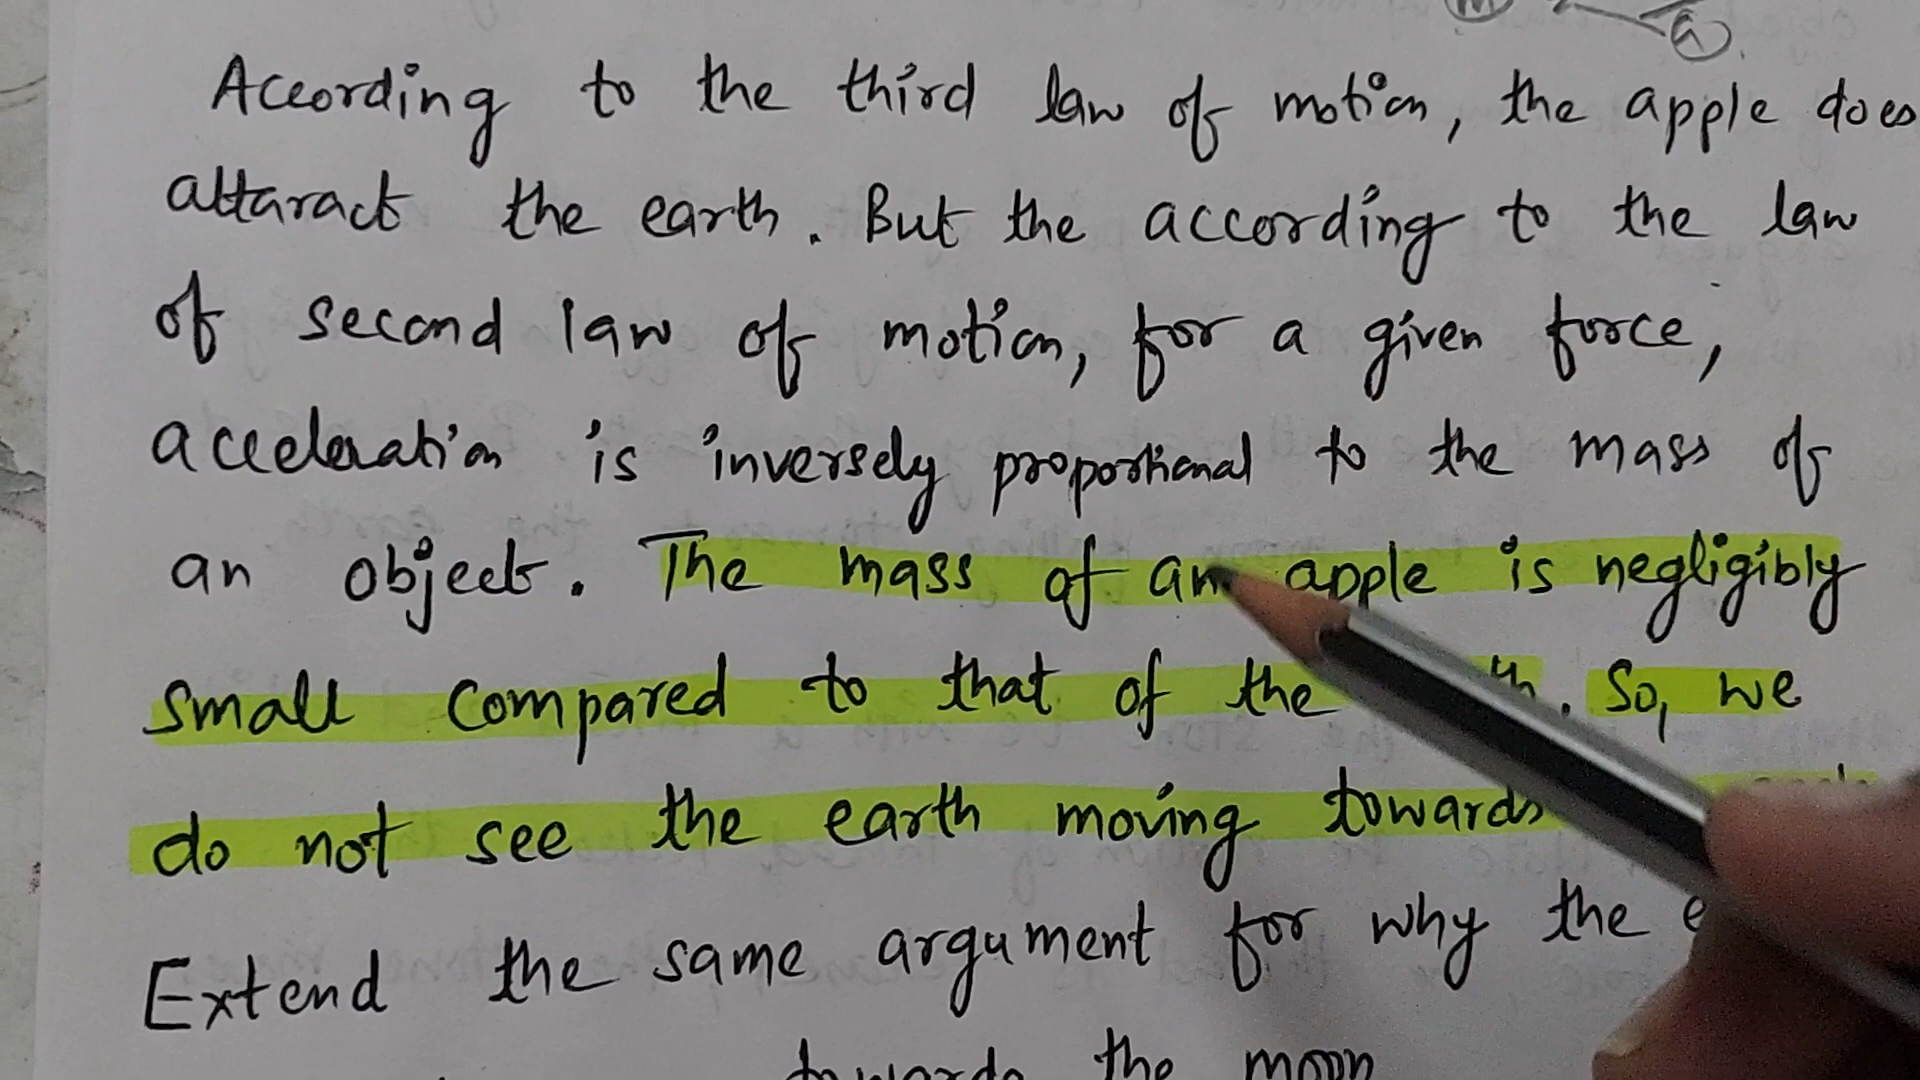 According to the third law of motion, the apple does
attaract the earth. But the according to the law
of second law of motion, for a given force,
acceleration is inversely proportional to the mass of
an object. The mass of an apple is negligibly
small compared to that of the . So, we
do not see the earth moving towards
Extend the same argument for why the
towards the moon